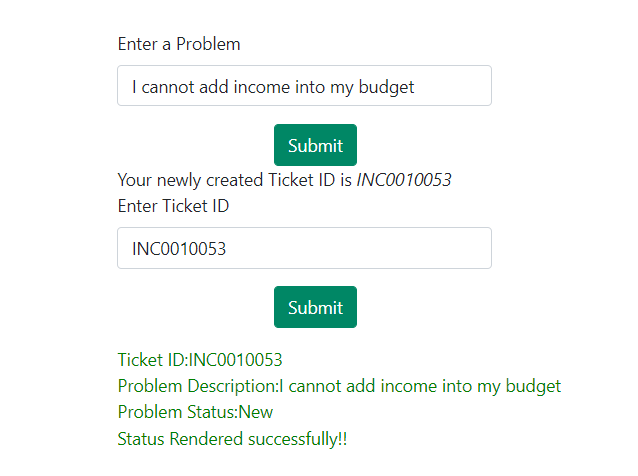 Enter a Problem
I cannot add income into my budget
Submit
Your newly created Ticket ID is INC0010053
Enter Ticket ID
INC0010053
Submit
Ticket ID:INC0010053
Problem Description:I cannot add income into my budget
Problem Status:New
Status Rendered successfully!!